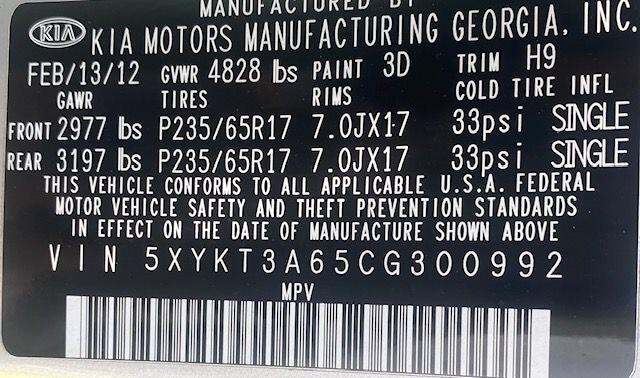 MANUFACTURED BY
KIA KIA MOTORS MANUFACTURING GEORGIA, INC.
FEB/13/12 GVWR 4828 lbs PAINT 3D TRIM H9
GAWR TIRES RIMS COLD TIRE INFL
FRONT 2977 lbs P235/65R17 7.0JX17 33psi SINGLE
REAR 3197 lbs P235/65R17 7.0JX17 33psi SINGLE
THIS VEHICLE CONFORMS TO ALL APPLICABLE U.S.A. FEDERAL
MOTOR VEHICLE SAFETY AND THEFT PREVENTION STANDARDS
IN EFFECT ON THE DATE OF MANUFACTURE SHOWN ABOVE
VIN 5XYKT3A65CG300992
MPV